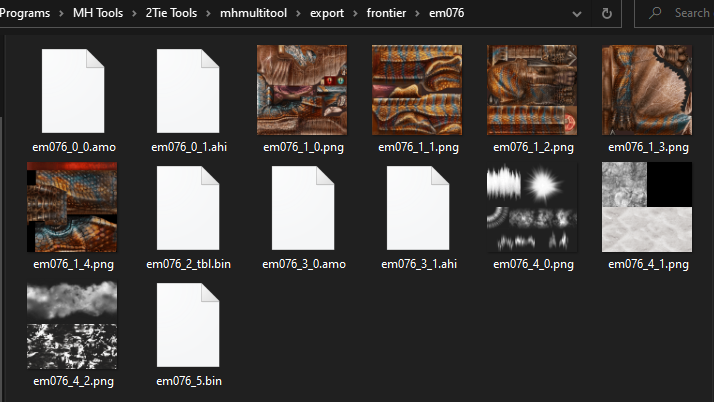 Programs > MH Tools > 2Tie Tools > mhmultitool > export > frontier > em076
Search
em076_0_0.amo
em076_0_1.ahi
em076_1_0.png
em076_1_1.png
em076_1_2.png
em076_1_3.png
em076_1_4.png
em076_2_tbl.bin
em076_3_0.amo
em076_3_1.ahi
em076_4_0.png
em076_4_1.png
em076_4_2.png
em076_5.bin